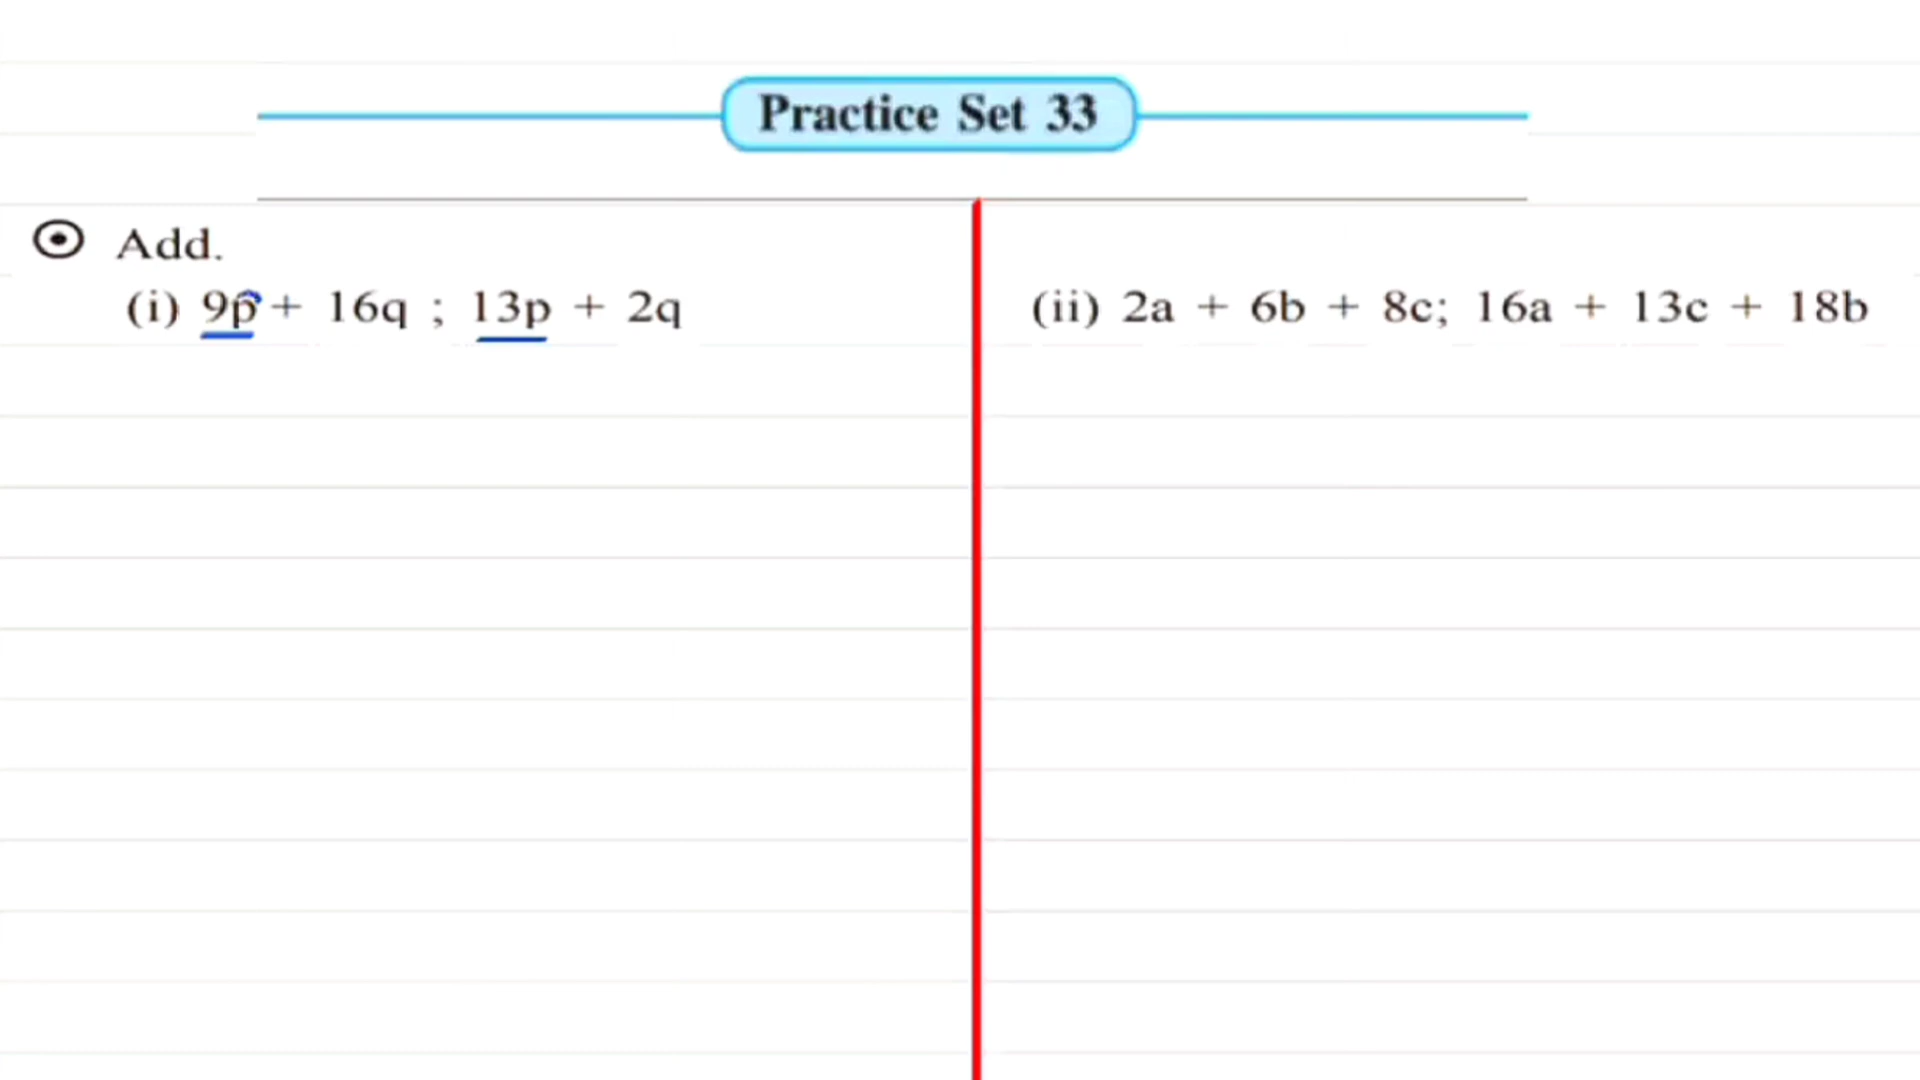 Practice Set 33
Add.
(i) 9p + 16q ; 13p + 2q
(ii) 2a + 6b + 8c; 16a + 13c + 18b